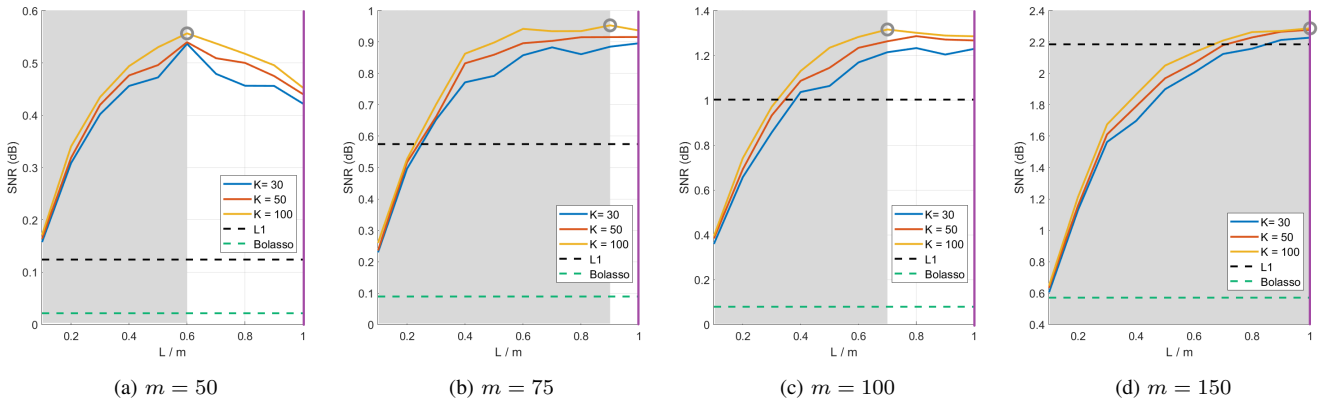 0.6
0.5
0.4
0.3
0.2
0.1
0
SNR (dB)
0.2 0.4 0.6 0.8 1
L / m
K= 30
K = 50
K = 100
L1
Bolasso
(a) m = 50
1
0.9
0.8
0.7
0.6
0.5
0.4
0.3
0.2
0.1
0
SNR (dB)
0.2 0.4 0.6 0.8 1
L / m
K= 30
K = 50
K = 100
L1
Bolasso
(b) m = 75
1.4
1.2
1
0.8
0.6
0.4
0.2
0
SNR (dB)
0.2 0.4 0.6 0.8 1
L / m
K= 30
K = 50
K = 100
L1
Bolasso
(c) m = 100
2.4
2.2
2
1.8
1.6
1.4
1.2
1
0.8
0.6
0.4
SNR (dB)
0.2 0.4 0.6 0.8 1
L / m
K= 30
K = 50
K = 100
L1
Bolasso
(d) m = 150